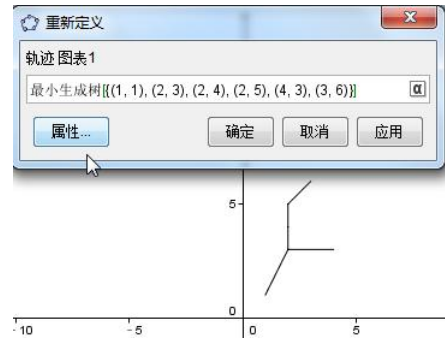 重新定义
轨迹 图表1
最小生成树[{(1, 1), (2, 3), (2, 4), (2, 5), (4, 3), (3, 6)}]
α
属性...
确定
取消
应用
5
0
-10
-5
0
5